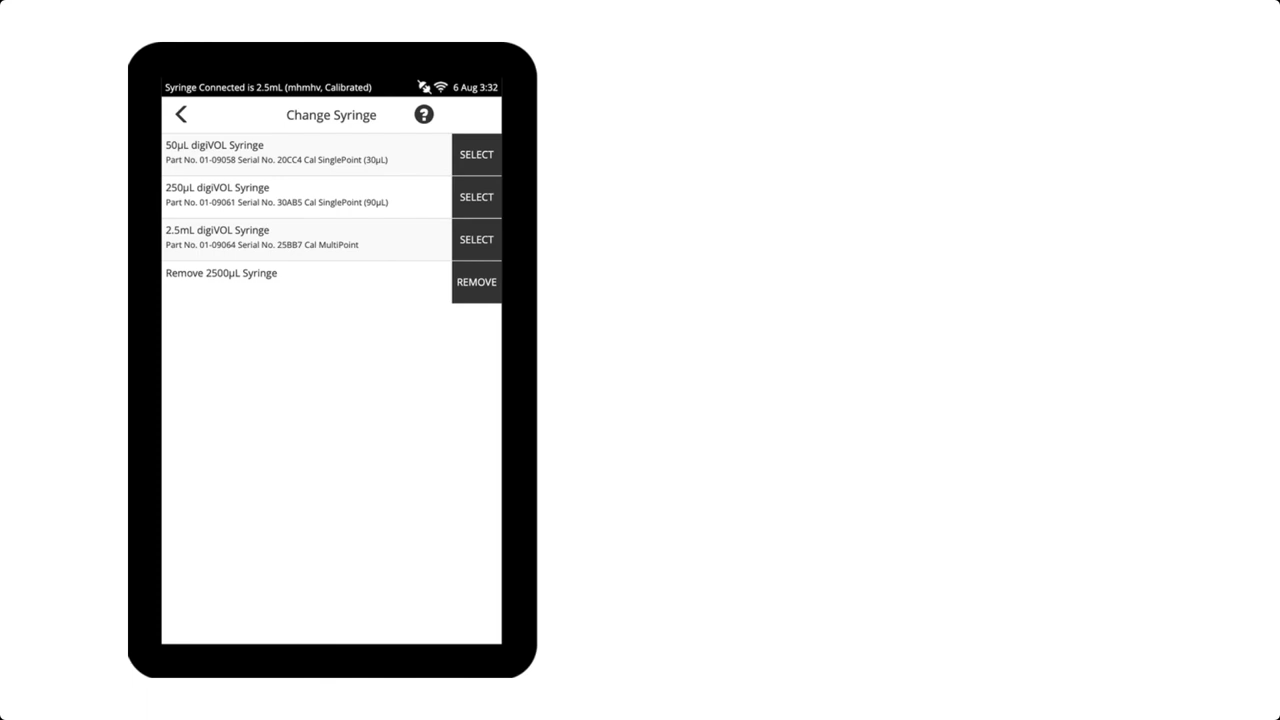 Syringe Connected is 2.5mL (mhmhv, Calibrated) 6 Aug 3:32
Change Syringe ?
50µL digiVOL Syringe
Part No. 01-09058 Serial No. 20CC4 Cal SinglePoint (30µL)
SELECT
250µL digiVOL Syringe
Part No. 01-09061 Serial No. 30AB5 Cal SinglePoint (90µL)
SELECT
2.5mL digiVOL Syringe
Part No. 01-09064 Serial No. 25BB7 Cal MultiPoint
SELECT
Remove 2500µL Syringe
REMOVE